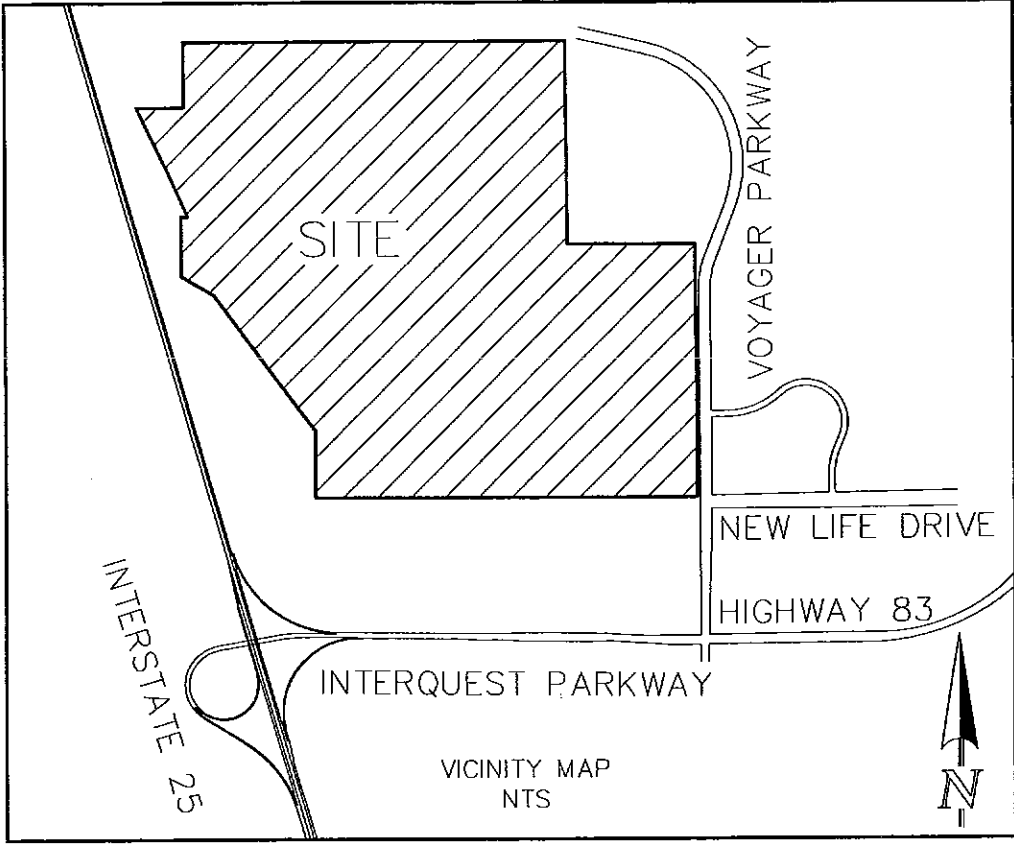 VOYAGER PARKWAY
SITE
NEW LIFE DRIVE
HIGHWAY 83
INTERSTATE 25
INTERQUEST PARKWAY
VICINITY MAP
NTS
N